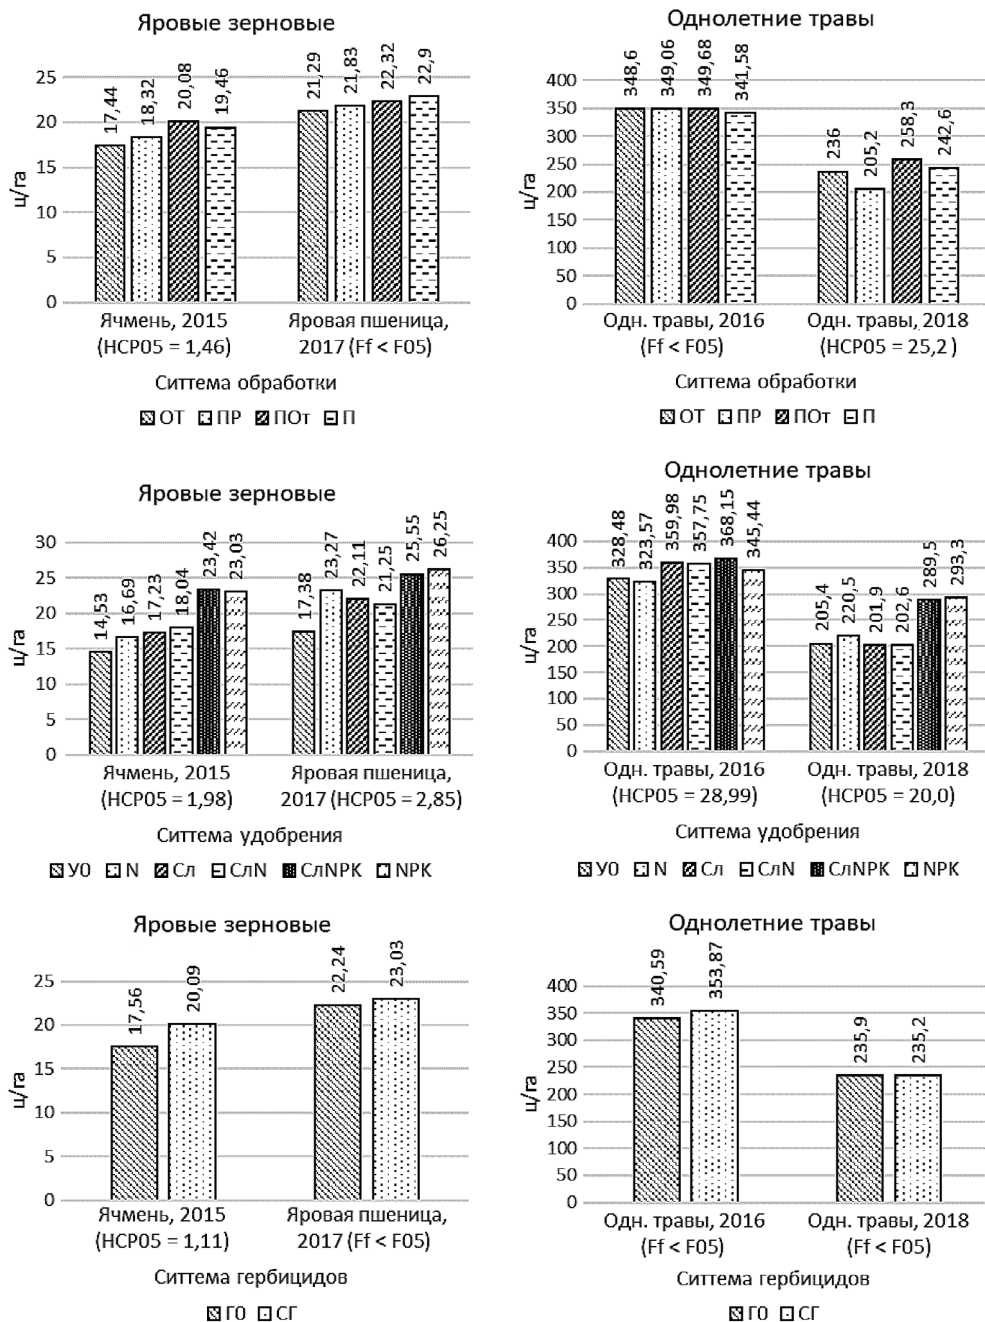 Яровые зерновые
25
20
15
10
5
0
ц/га
17,44
18,32
20,08
19,46
21,29
21,83
22,32
22,9
Ячмень, 2015
(НСР05 = 1,46)
Яровая пшеница,
2017 (Ff < F05)
Ситтема обработки
ОТ ПР ПОт П
Однолетние травы
400
350
300
250
200
150
100
50
0
ц/га
348,6
349,06
349,68
341,58
236
205,2
258,3
242,6
Одн. травы, 2016
(Ff < F05)
Одн. травы, 2018
(НСР05 = 25,2 )
Ситтема обработки
ОТ ПР ПОт П
Яровые зерновые
30
25
20
15
10
5
0
ц/га
14,53
16,69
17,23
18,04
23,42
23,03
17,38
23,27
22,11
21,25
25,55
26,25
Ячмень, 2015
(НСР05 = 1,98)
Яровая пшеница,
2017 (НСР05 = 2,85)
Ситтема удобрения
У0 N Сл СлN СлNPK NPK
Однолетние травы
400
350
300
250
200
150
100
50
0
ц/га
328,48
323,57
359,98
357,75
368,15
345,44
205,4
220,5
201,9
202,6
289,5
293,3
Одн. травы, 2016
(НСР05 = 28,99)
Одн. травы, 2018
(НСР05 = 20,0)
Ситтема удобрения
У0 N Сл СлN СлNPK NPK
Яровые зерновые
25
20
15
10
5
0
ц/га
17,56
20,09
22,24
23,03
Ячмень, 2015
(НСР05 = 1,11)
Яровая пшеница,
2017 (Ff < F05)
Ситтема гербицидов
Г0 СГ
Однолетние травы
400
350
300
250
200
150
100
50
0
ц/га
340,59
353,87
235,9
235,2
Одн. травы, 2016
(Ff < F05)
Одн. травы, 2018
(Ff < F05)
Ситтема гербицидов
Г0 СГ